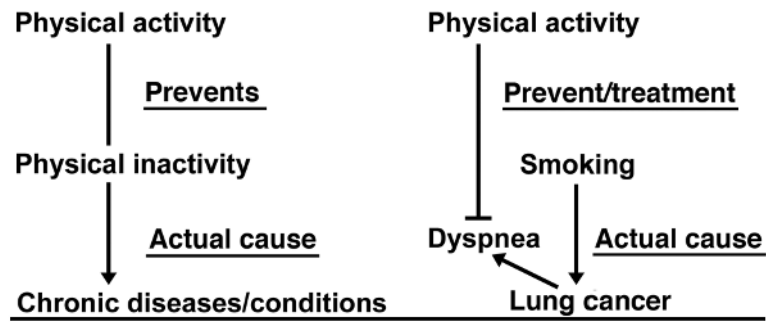 Physical activity
Prevents
Physical inactivity
Actual cause
Chronic diseases/conditions
Physical activity
Prevent/treatment
Smoking
Dyspnea
Actual cause
Lung cancer